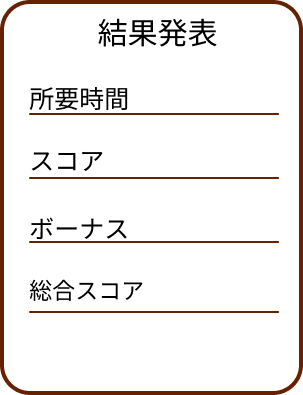 結果発表
所要時間
スコア
ボーナス
総合スコア